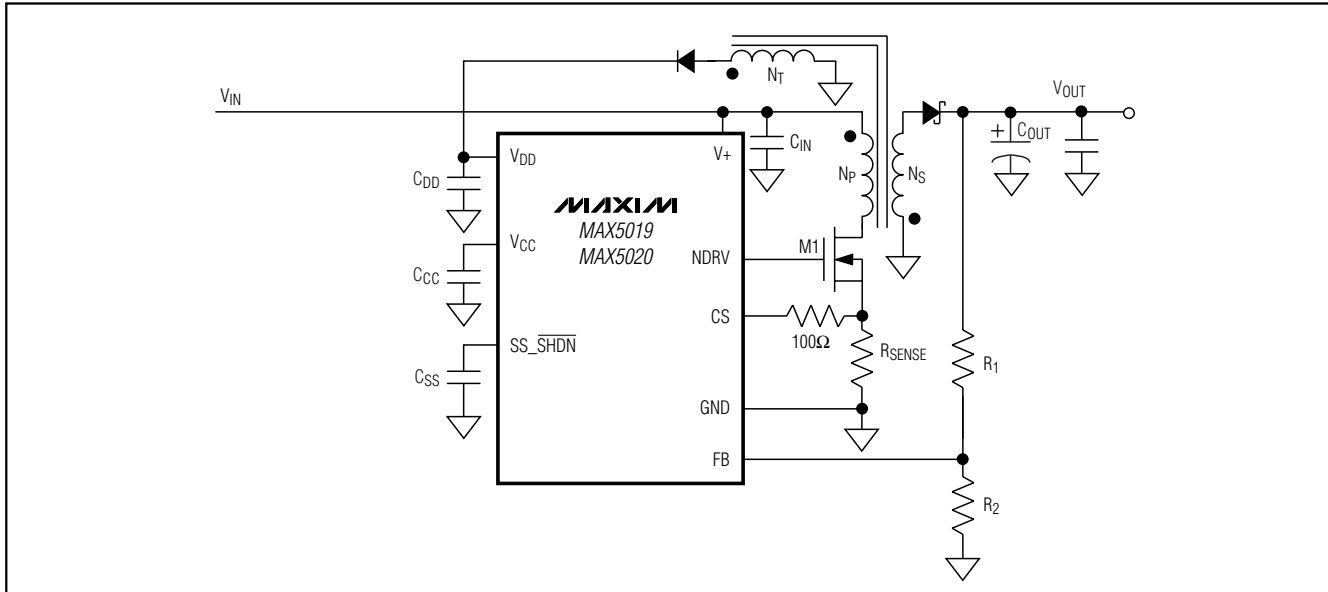 N_T
V_IN
V_OUT
+
C_OUT
C_IN
V+
V_DD
C_DD
N_P
N_S
MAXIM
MAX5019
MAX5020
M1
V_CC
NDRV
C_CC
CS
100Ω
SS_S̅H̅D̅N̅
R_SENSE
R_1
C_SS
GND
FB
R_2